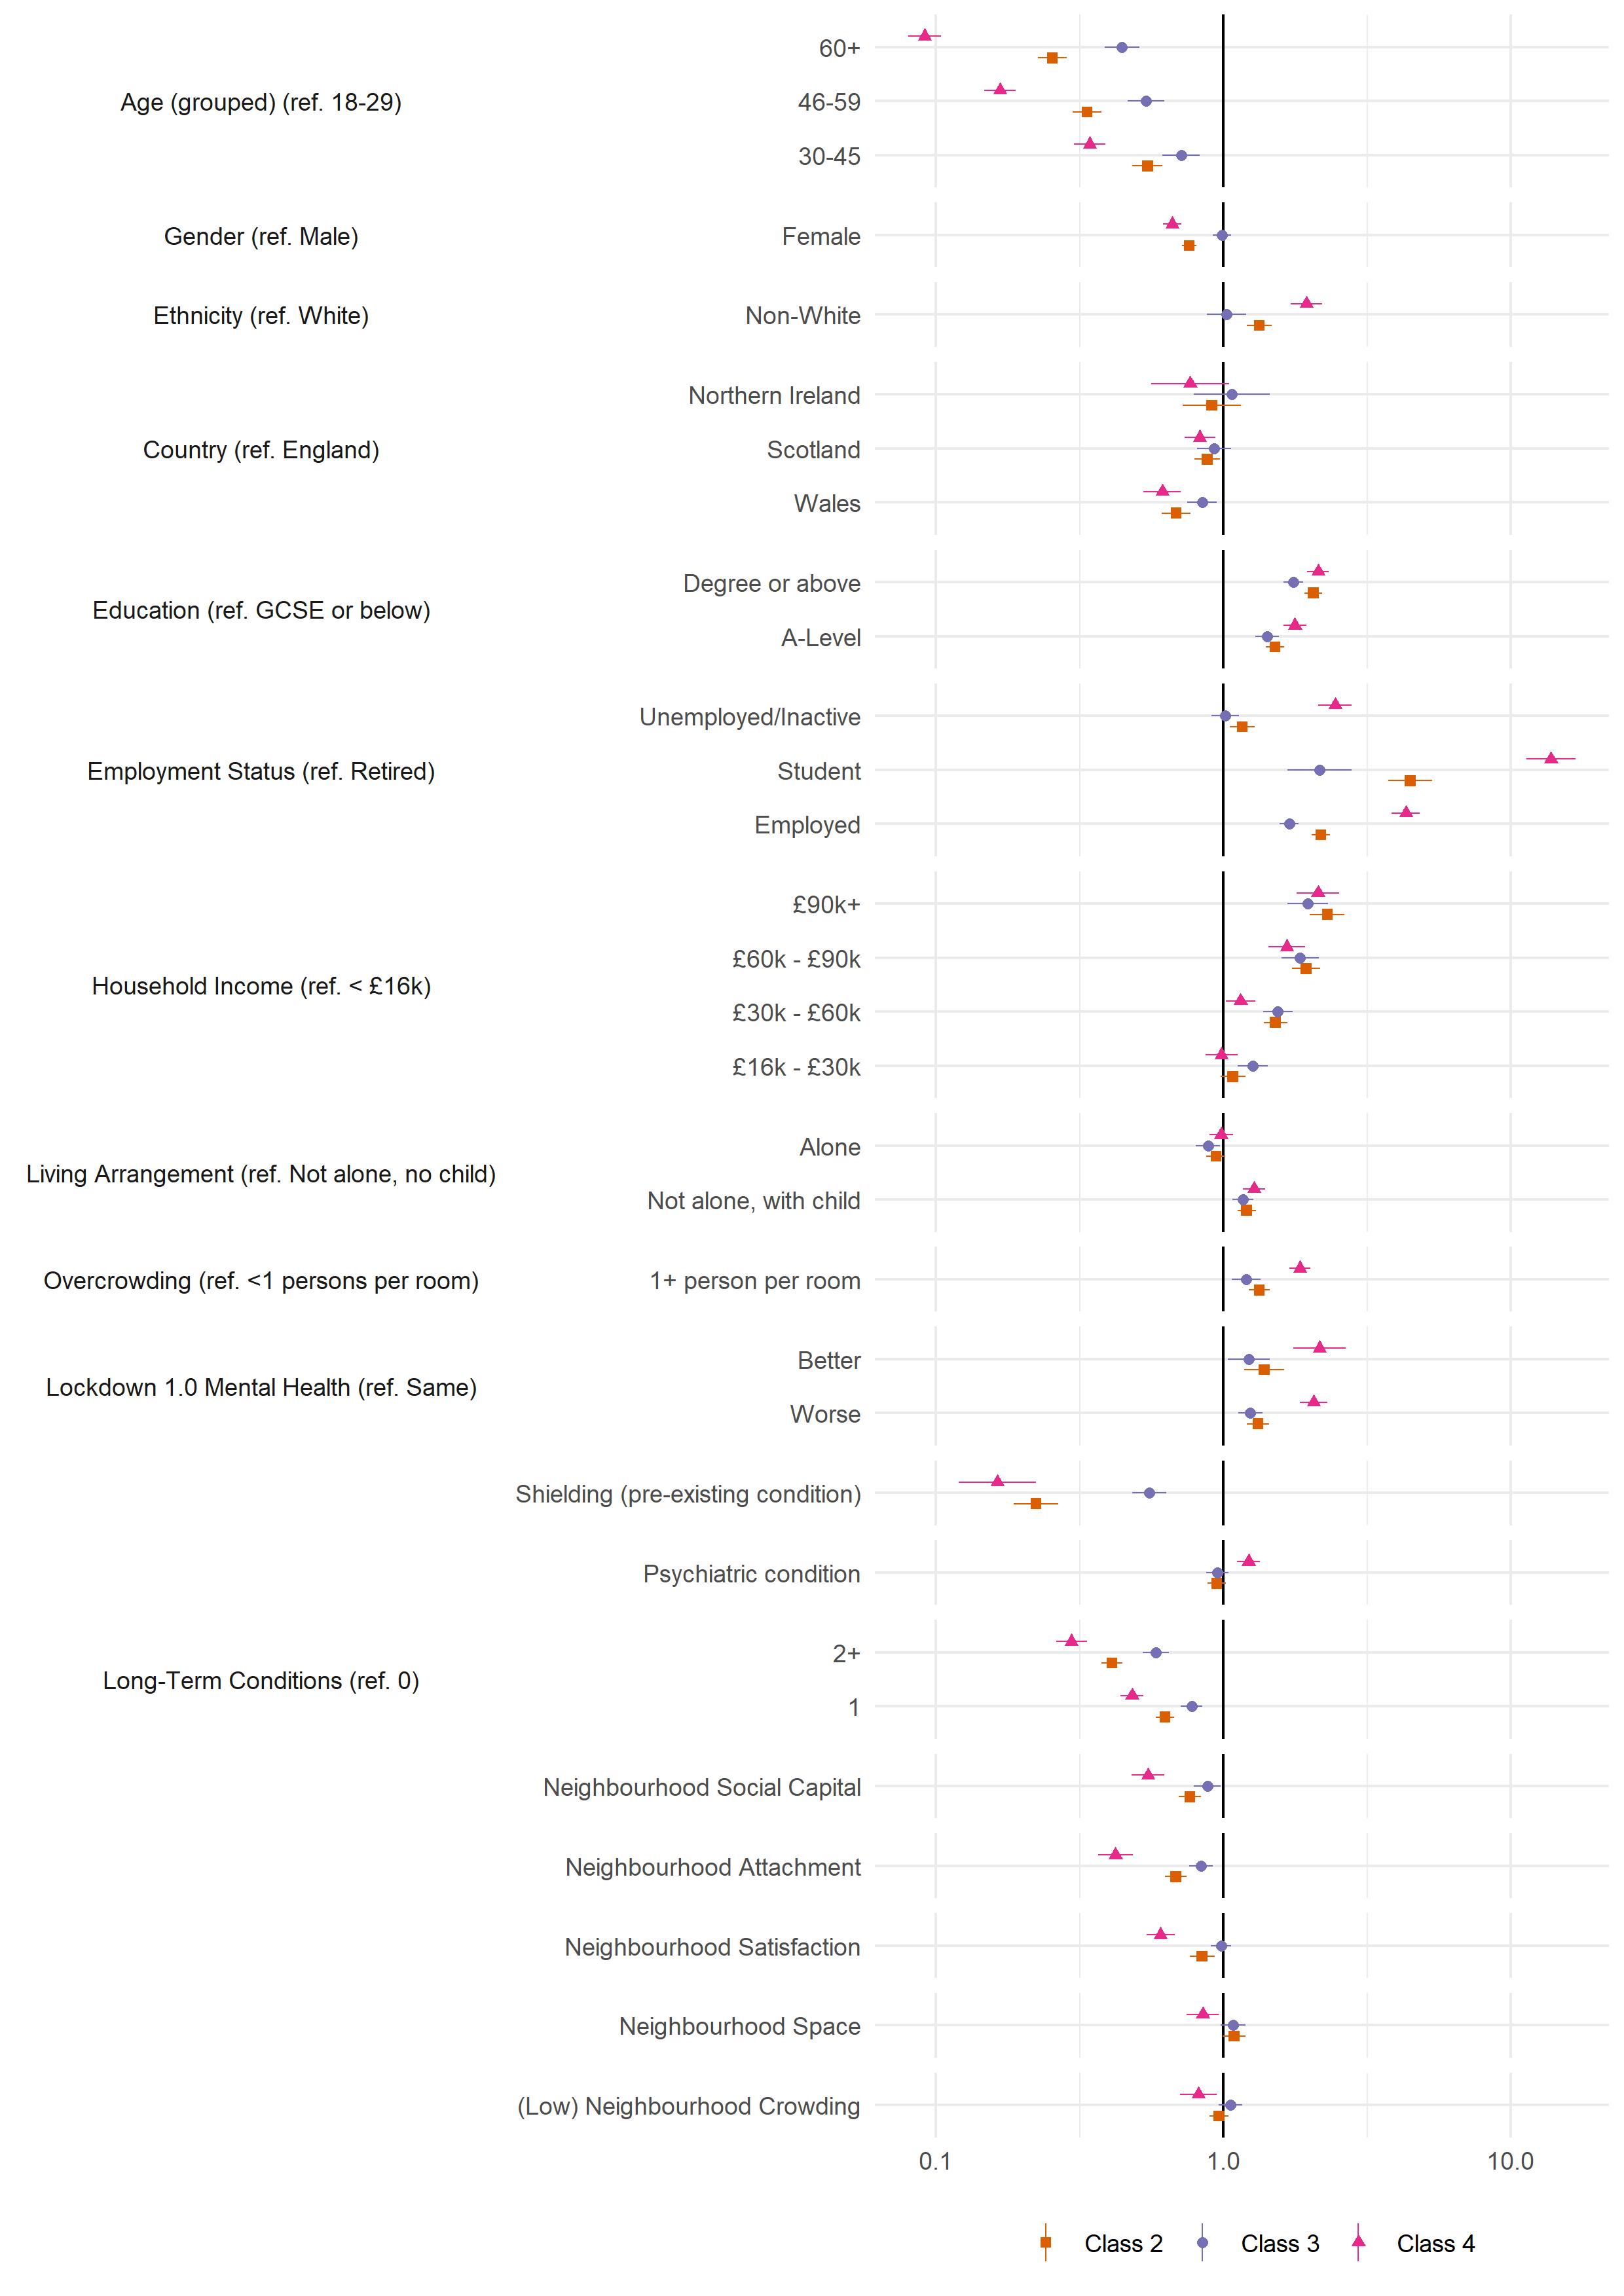 60+
Age (grouped) (ref. 18-29)
46-59
30-45
Gender (ref. Male)
Female
Ethnicity (ref. White)
Non-White
Northern Ireland
Country (ref. England)
Scotland
Wales
Degree or above
Education (ref. GCSE or below)
A-Level
Unemployed/Inactive
Employment Status (ref. Retired)
Student
Employed
£90k+
£60k - £90k
Household Income (ref. < £16k)
£30k - £60k
£16k - £30k
Alone
Living Arrangement (ref. Not alone, no child)
Not alone, with child
Overcrowding (ref. <1 persons per room)
1+ person per room
Better
Lockdown 1.0 Mental Health (ref. Same)
Worse
Shielding (pre-existing condition)
Psychiatric condition
2+
Long-Term Conditions (ref. 0)
1
Neighbourhood Social Capital
Neighbourhood Attachment
Neighbourhood Satisfaction
Neighbourhood Space
(Low) Neighbourhood Crowding
0.1 1.0 10.0
Class 2 Class 3 Class 4